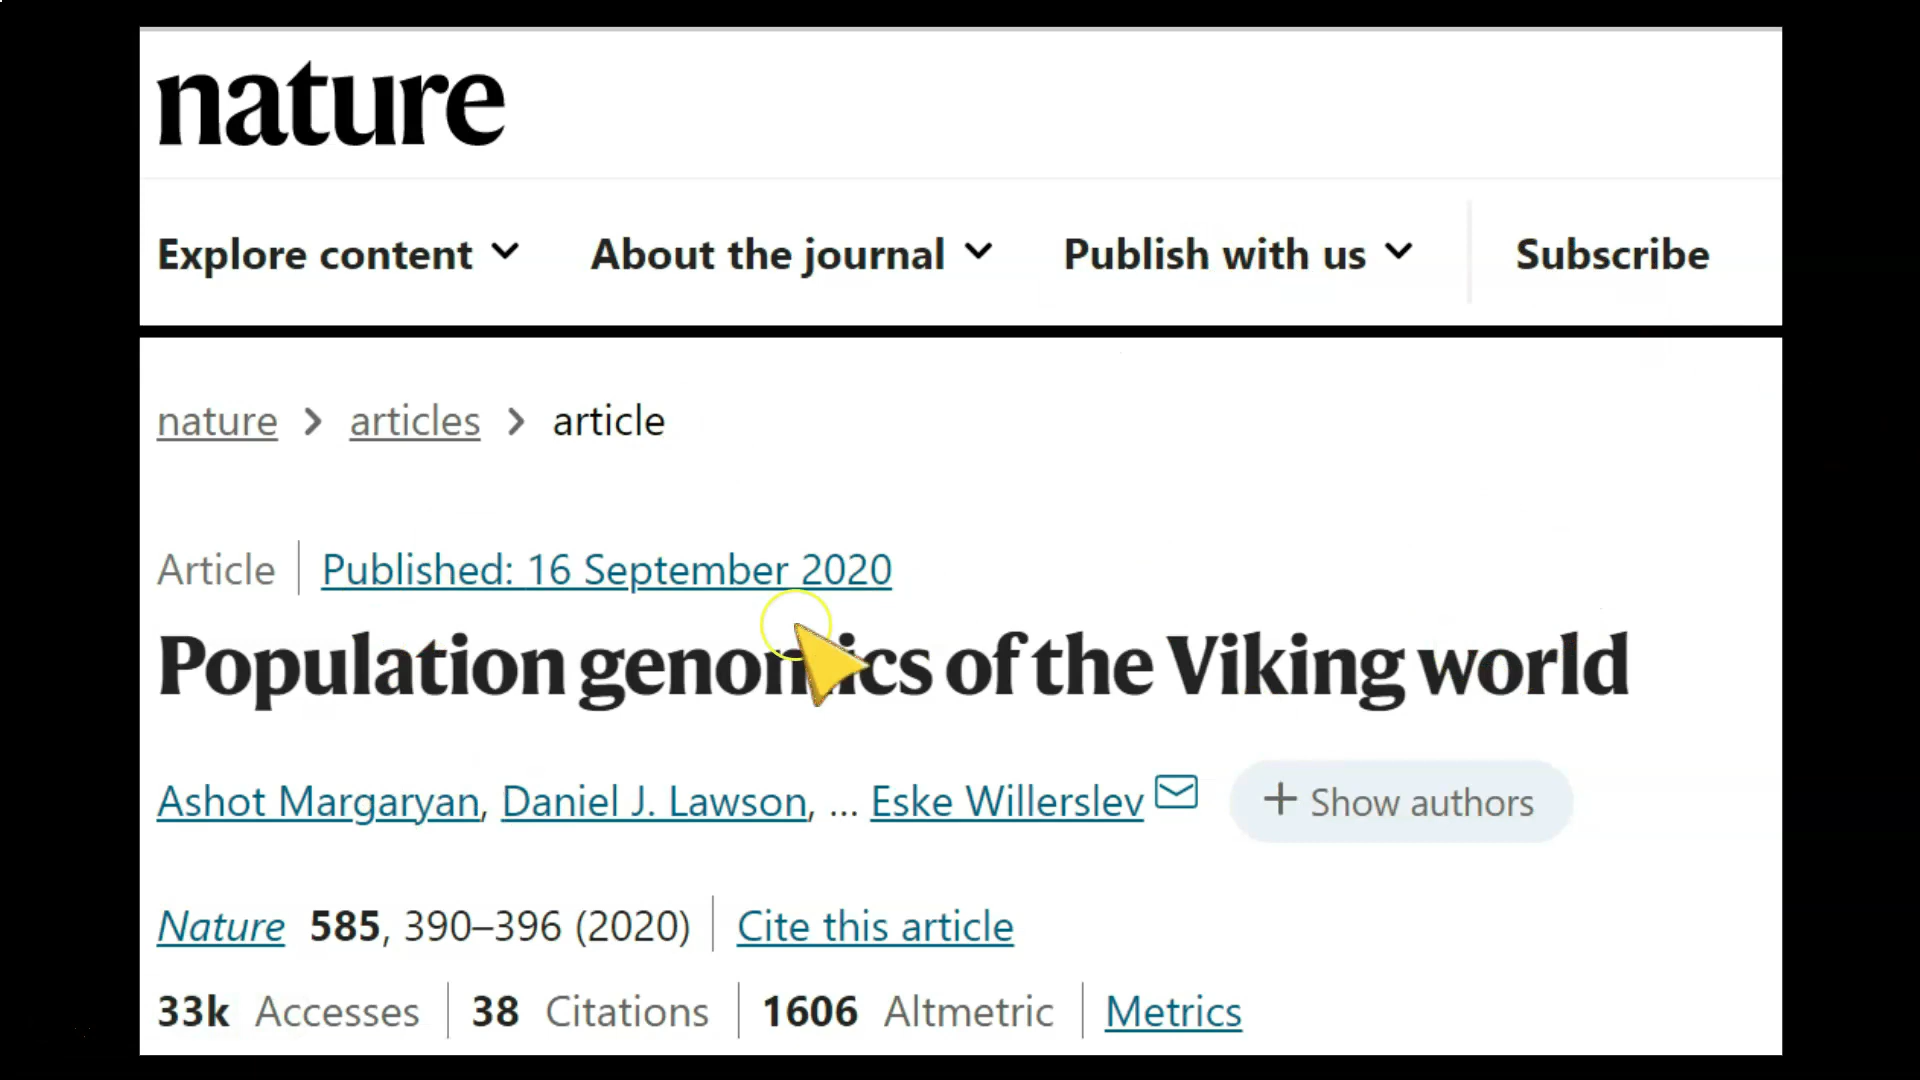 nature
Explore content About the journal Publish with us Subscribe
nature > articles > article
Article Published: 16 September 2020
Population genomics of the Viking world
Ashot Margaryan, Daniel J. Lawson, ... Eske Willerslev + Show authors
Nature 585, 390–396 (2020) Cite this article
33k Accesses 38 Citations 1606 Altmetric Metrics